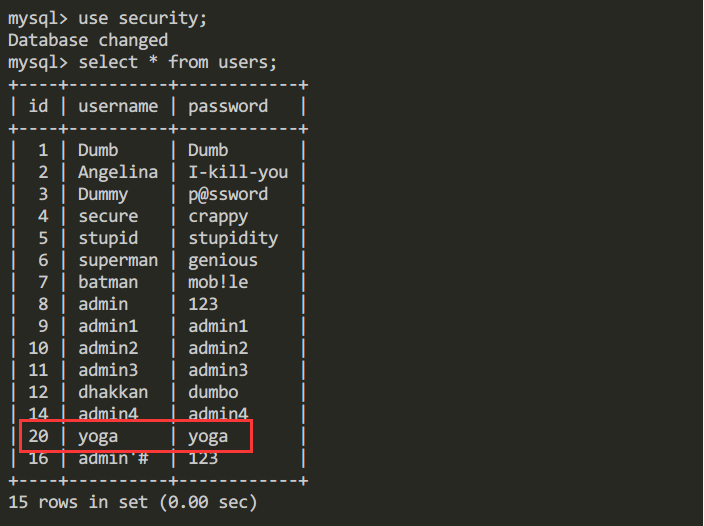 mysql> use security;
Database changed
mysql> select * from users;
+----+----------+------------+
| id | username | password   |
+----+----------+------------+
|  1 | Dumb     | Dumb       |
|  2 | Angelina | I-kill-you |
|  3 | Dummy    | p@ssword   |
|  4 | secure   | crappy     |
|  5 | stupid   | stupidity  |
|  6 | superman | genious    |
|  7 | batman   | mob!le     |
|  8 | admin    | 123        |
|  9 | admin1   | admin1     |
| 10 | admin2   | admin2     |
| 11 | admin3   | admin3     |
| 12 | dhakkan  | dumbo      |
| 14 | admin4   | admin4     |
| 20 | yoga     | yoga       |
| 16 | admin'#  | 123        |
+----+----------+------------+
15 rows in set (0.00 sec)